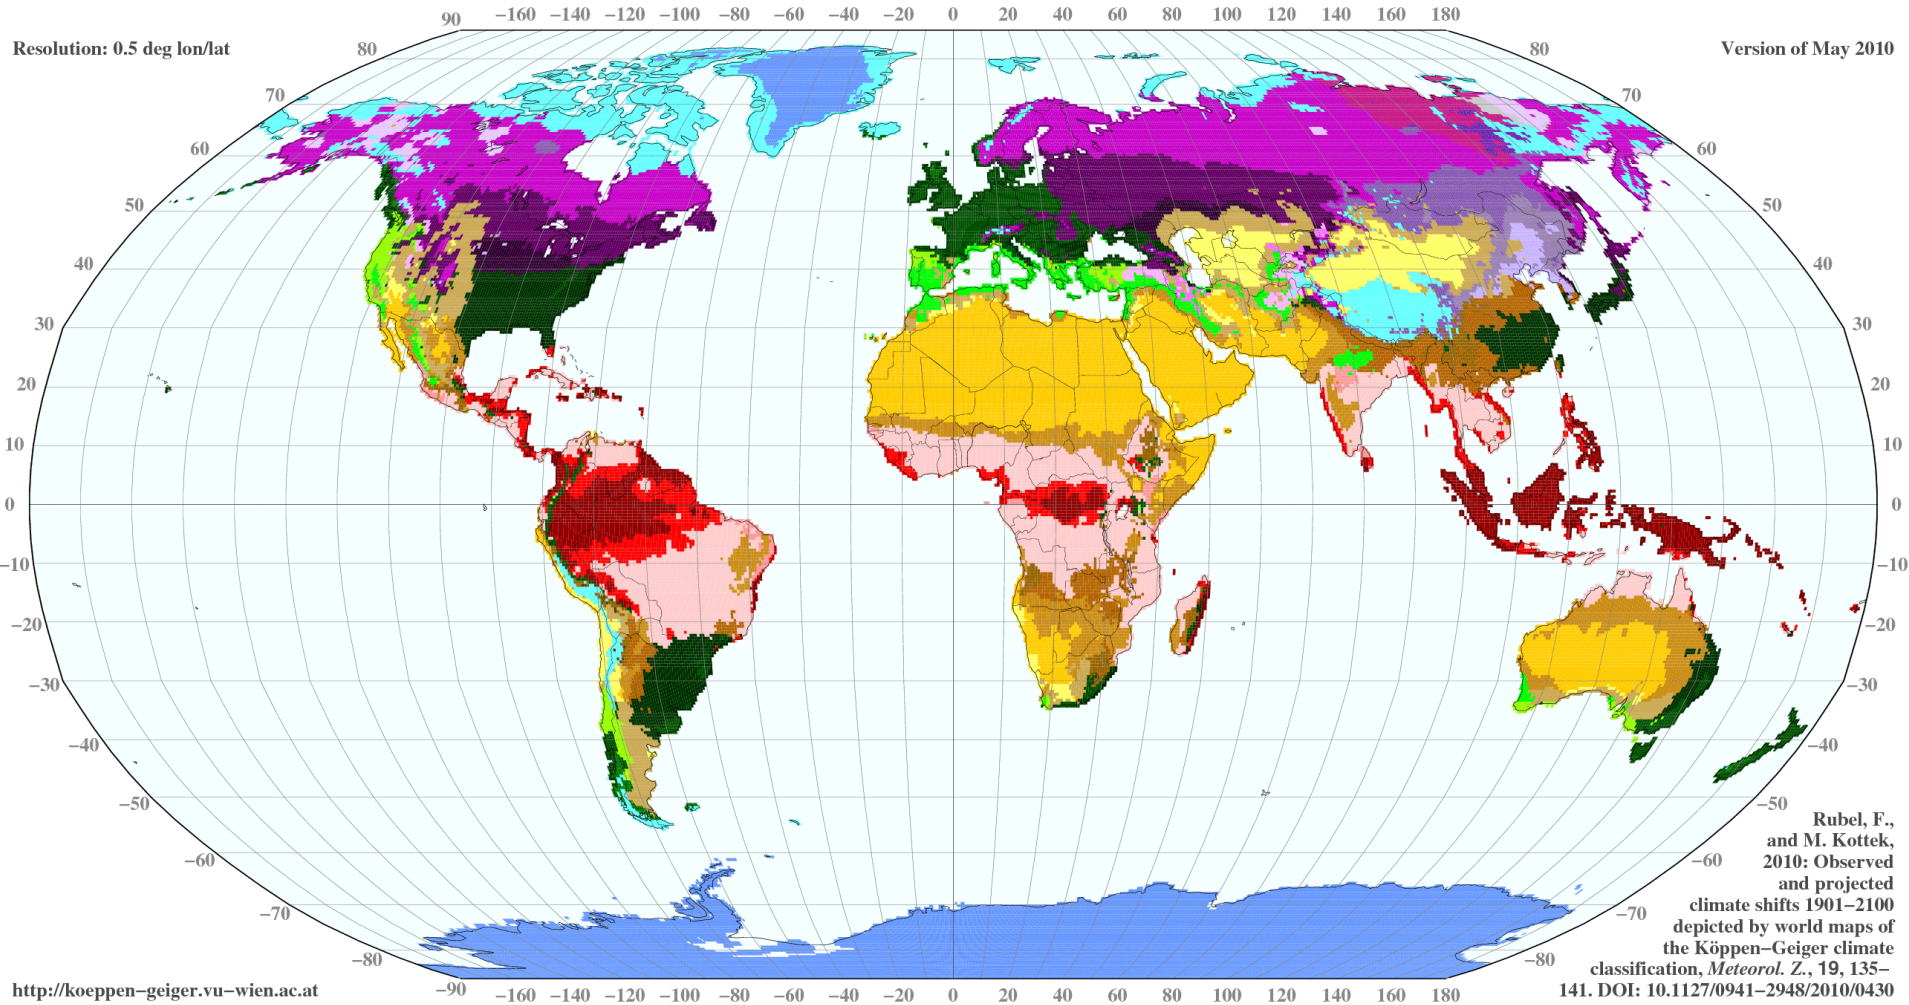 90 −160 −140 −120 −100 −80 −60 −40 −20 0 20 40 60 80 100 120 140 160 180
Resolution: 0.5 deg lon/lat
Version of May 2010
80 80
70 70
60 60
50 50
40 40
30 30
20 20
10 10
0 0
−10 −10
−20 −20
−30 −30
−40 −40
−50 −50
−60 −60
−70 −70
−80 −80
Rubel, F.,
and M. Kottek,
2010: Observed
and projected
climate shifts 1901−2100
depicted by world maps of
the Köppen−Geiger climate
classification, Meteorol. Z., 19, 135−
141. DOI: 10.1127/0941−2948/2010/0430
http://koeppen−geiger.vu−wien.ac.at
−90 −160 −140 −120 −100 −80 −60 −40 −20 0 20 40 60 80 100 120 140 160 180